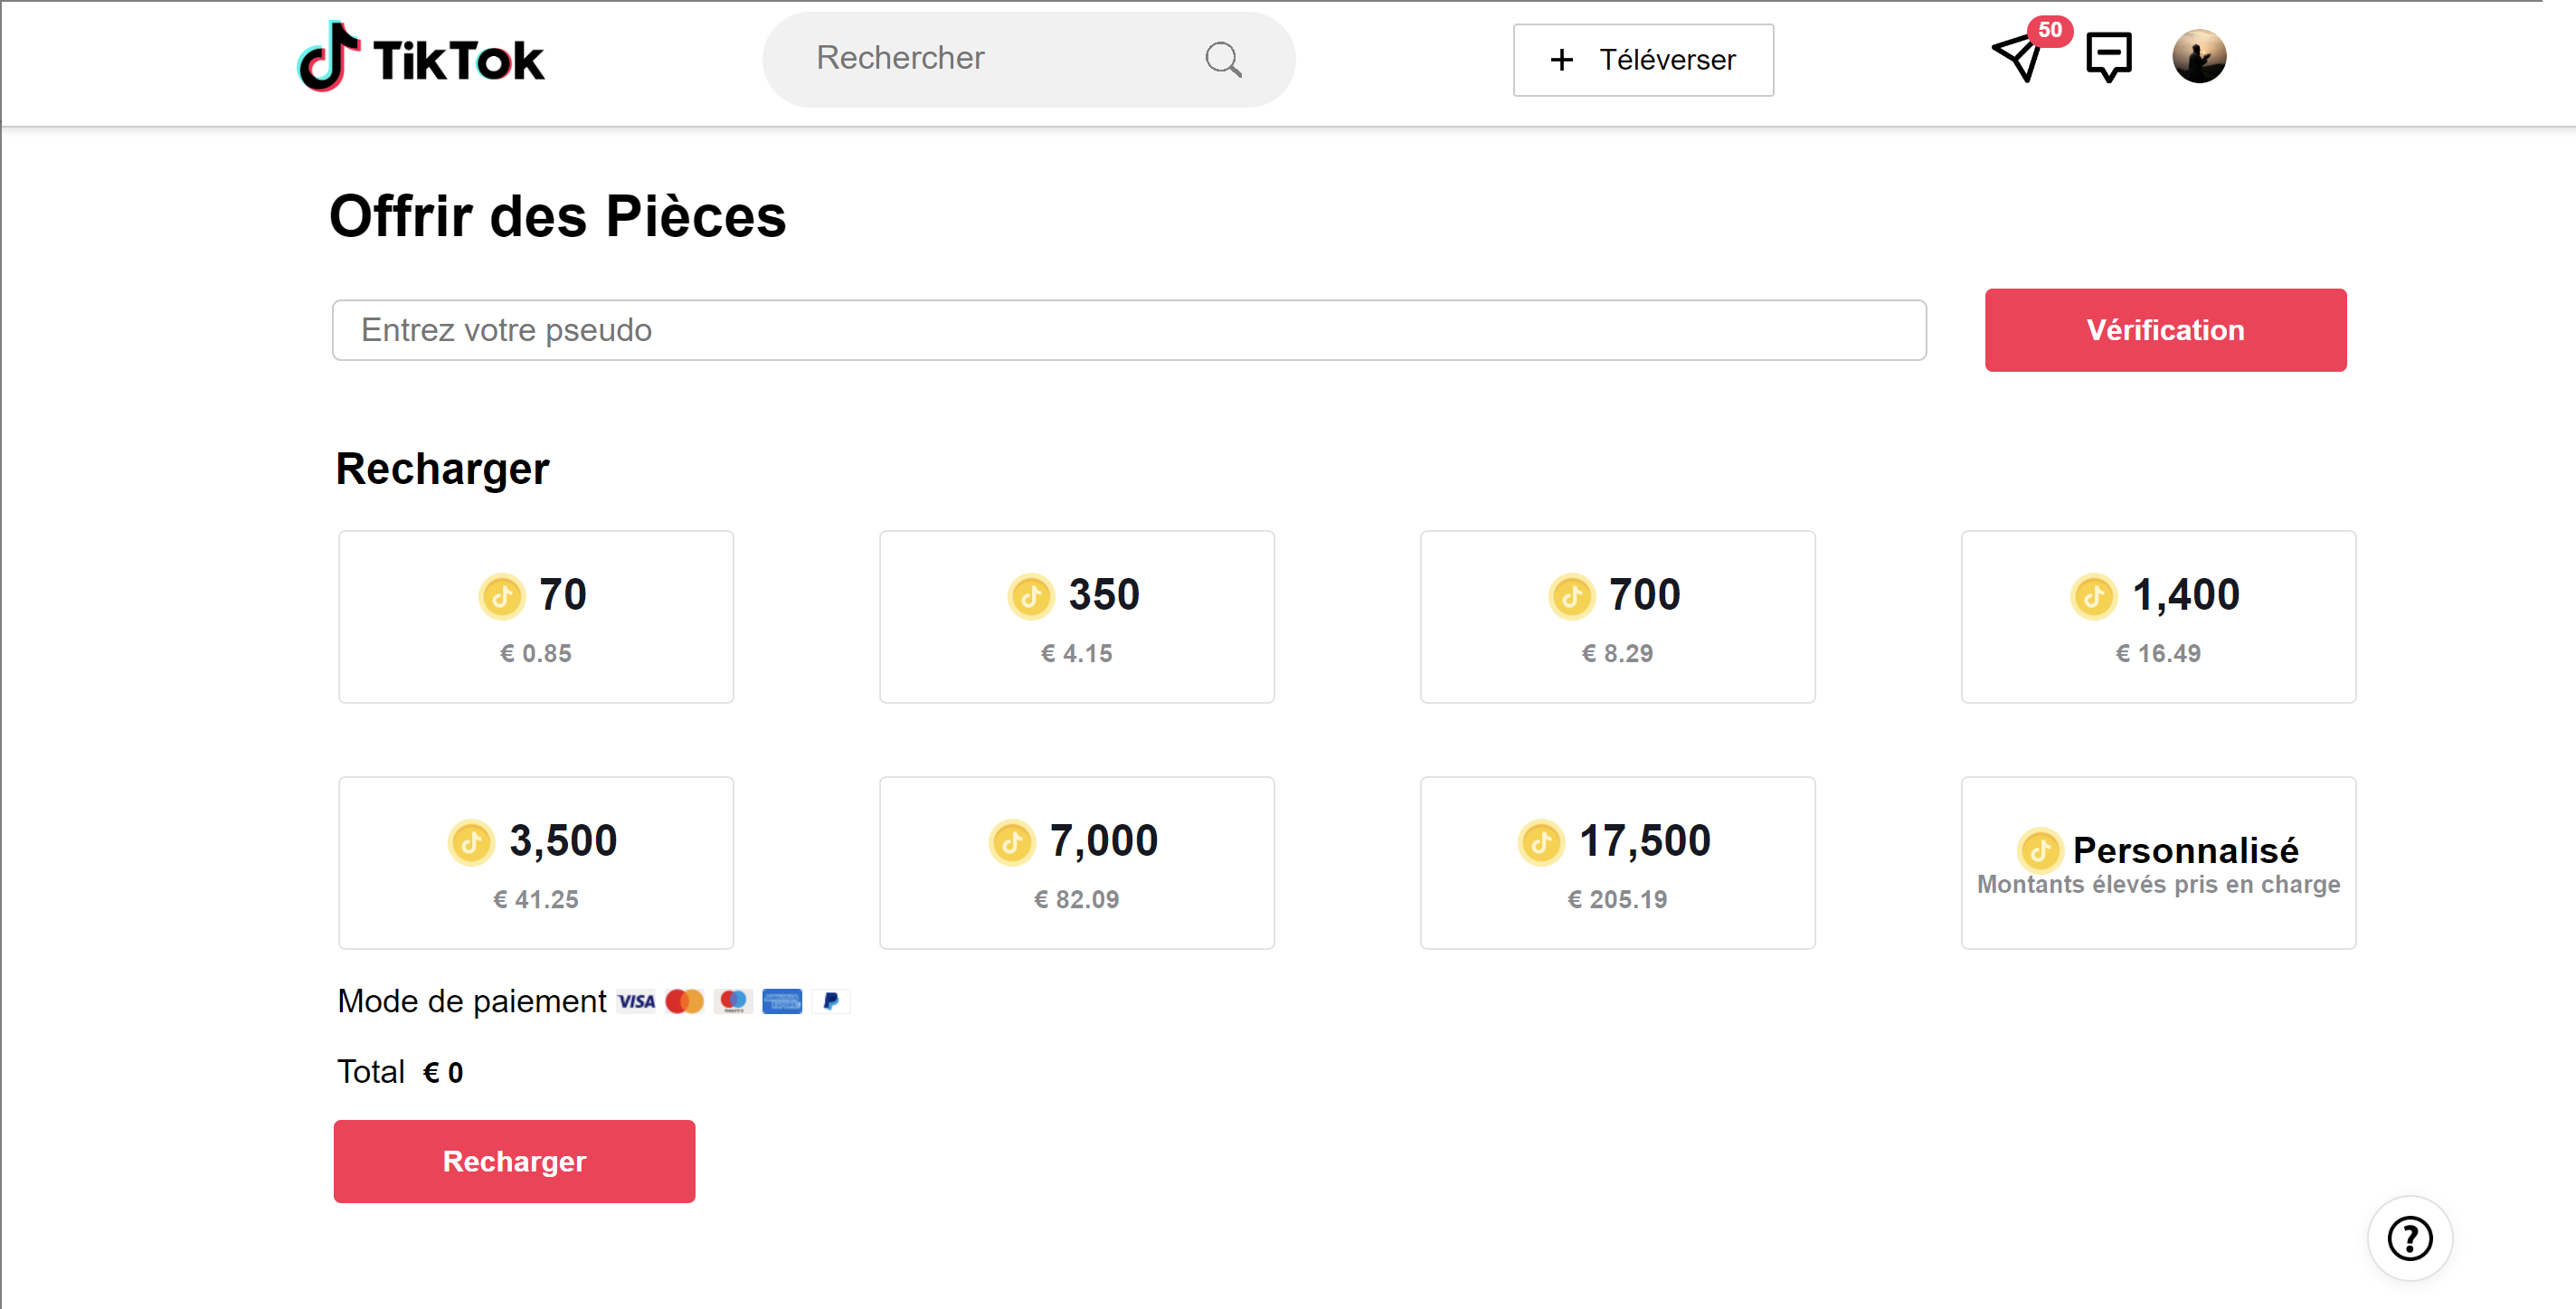 TikTok
Rechercher
+ Téléverser
50
Offrir des Pièces
Entrez votre pseudo
Vérification
Recharger
70
€ 0.85
350
€ 4.15
700
€ 8.29
1,400
€ 16.49
3,500
€ 41.25
7,000
€ 82.09
17,500
€ 205.19
Personnalisé
Montants élevés pris en charge
Mode de paiement VISA
Total € 0
Recharger
?